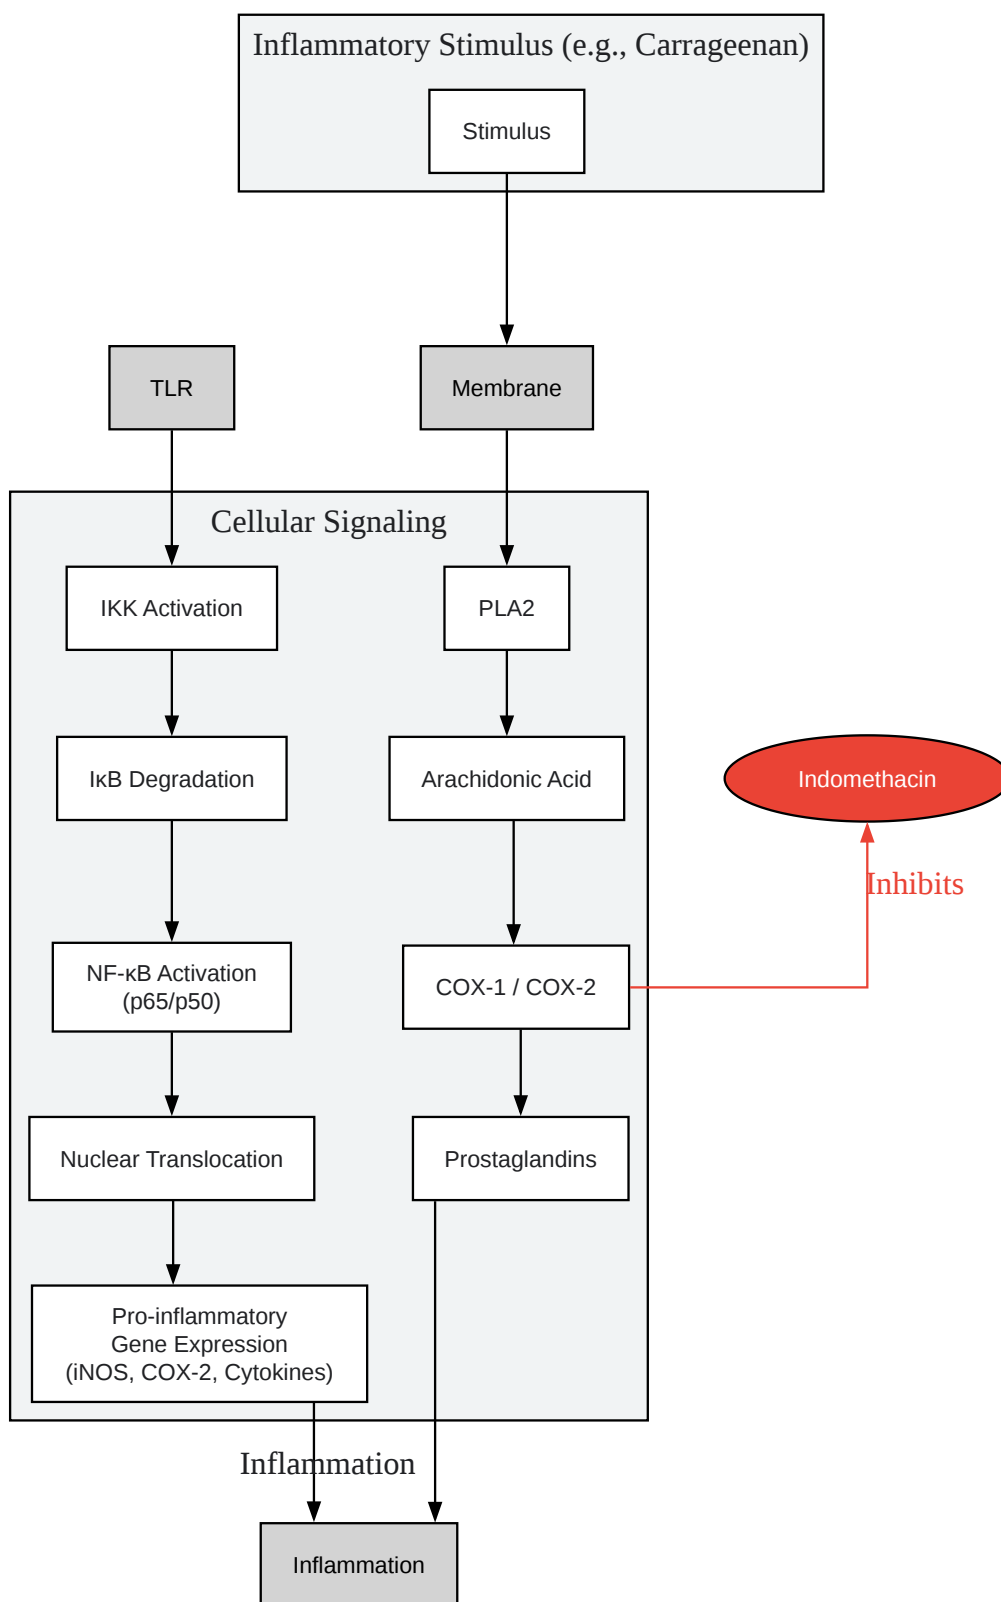 Inflammatory Stimulus (e.g., Carrageenan)
Stimulus
TLR
Membrane
Cellular Signaling
IKK Activation
PLA2
IκB Degradation
Arachidonic Acid
Indomethacin
Inhibits
NF-κB Activation
(p65/p50)
COX-1 / COX-2
Nuclear Translocation
Prostaglandins
Pro-inflammatory
Gene Expression
(iNOS, COX-2, Cytokines)
Inflammation
Inflammation